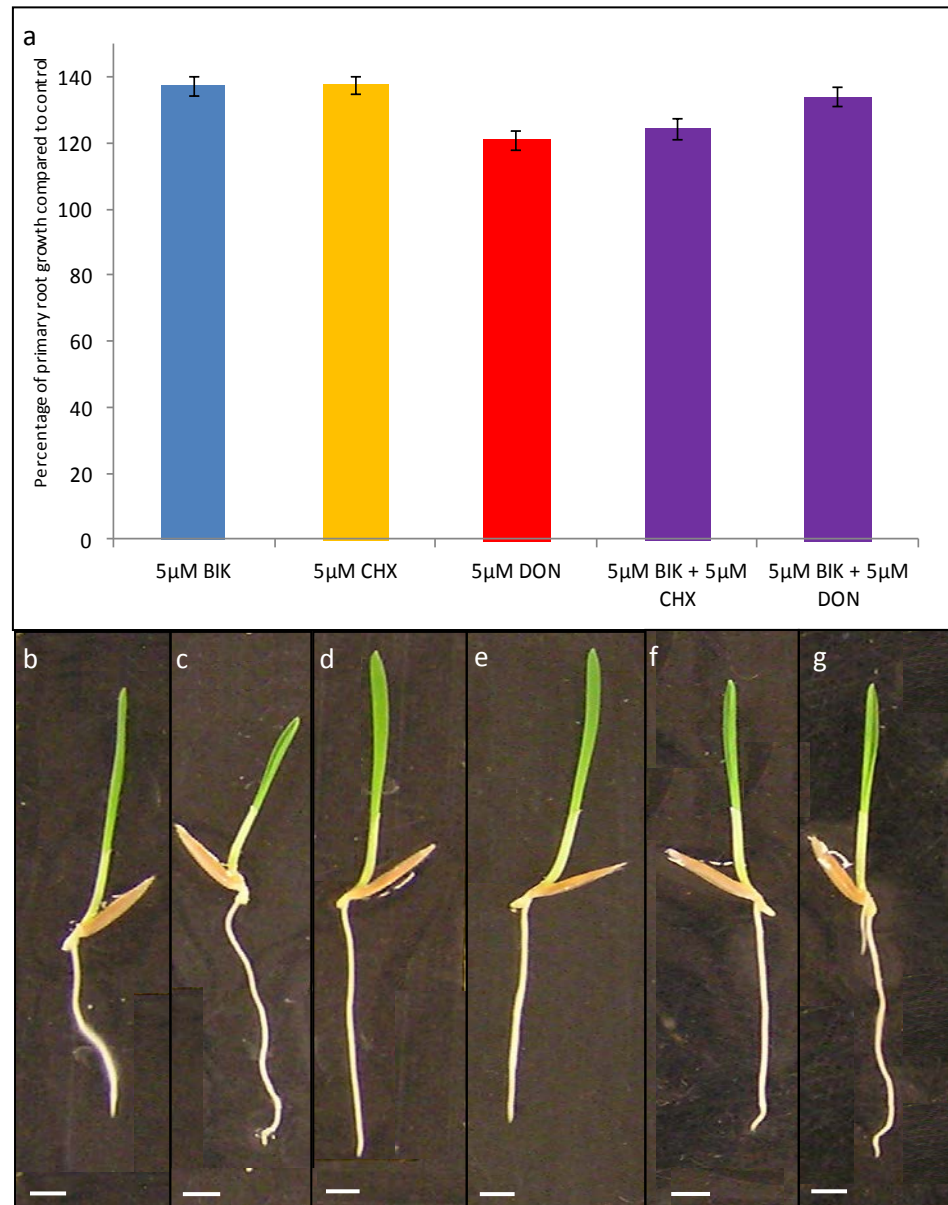 a
Percentage of primary root growth compared to control
140
120
100
80
60
40
20
0
5µM BIK
5µM CHX
5µM DON
5µM BIK + 5µM
CHX
5µM BIK + 5µM
DON
b
c
d
e
f
g